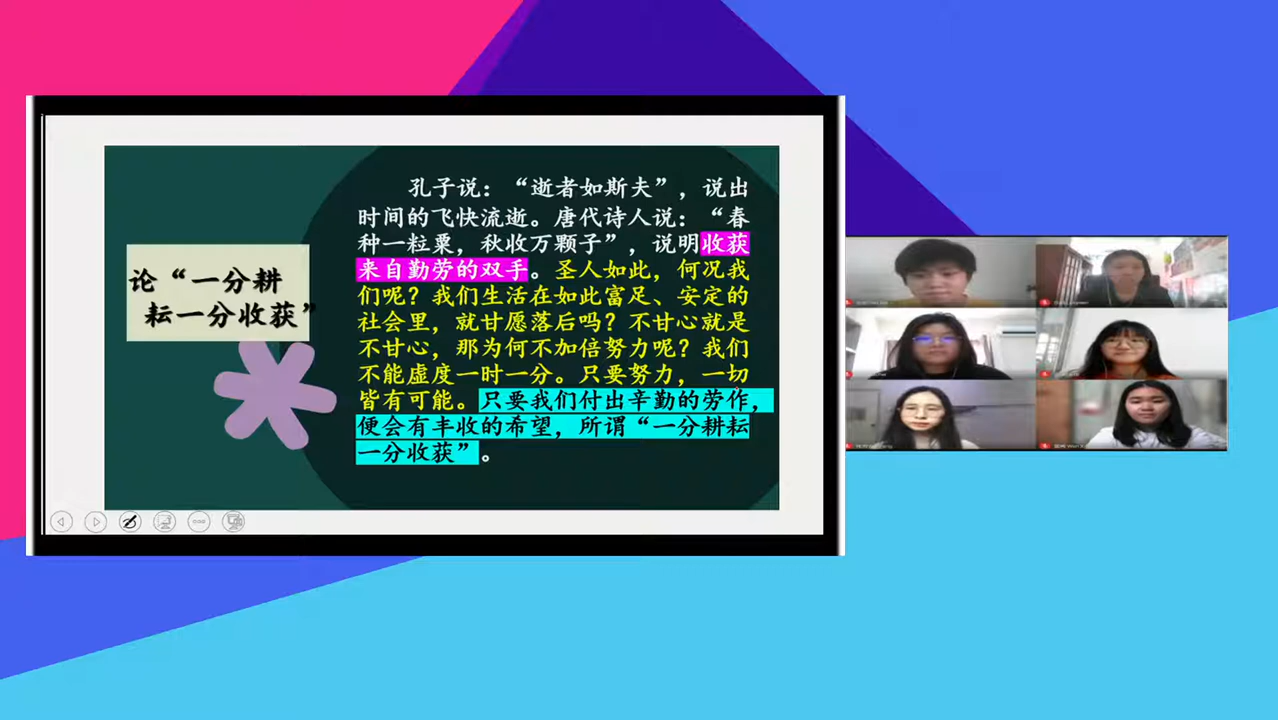 论“一分耕
耘一分收获”
孔子说：“逝者如斯夫”，说出
时间的飞快流逝。唐代诗人说：“春
种一粒粟，秋收万颗子”，说明收获
来自勤劳的双手。圣人如此，何况我
们呢？我们生活在如此富足、安定的
社会里，就甘愿落后吗？不甘心就是
不甘心，那为何不加倍努力呢？我们
不能虚度一时一分。只要努力，一切
皆有可能。只要我们付出辛勤的劳作，
便会有丰收的希望，所谓“一分耕耘
一分收获”。